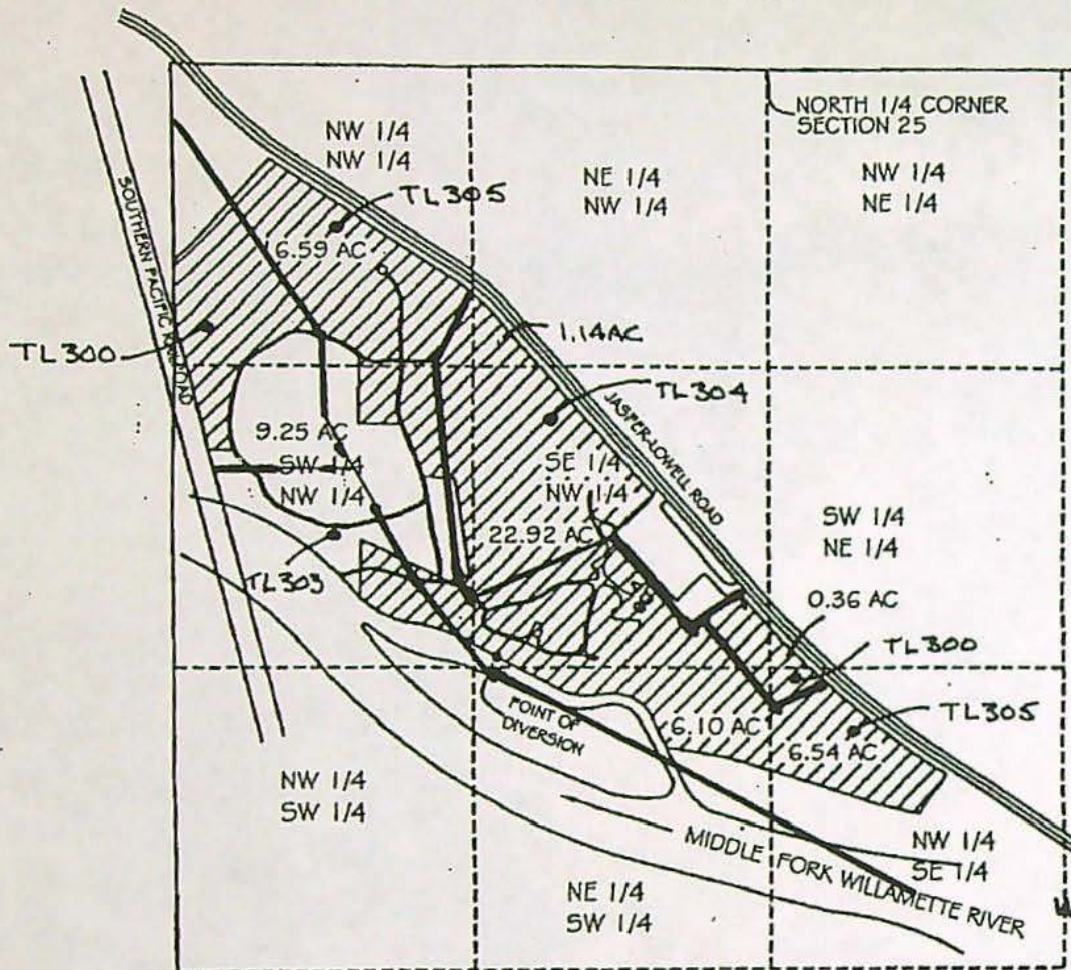 NORTH 1/4 CORNER
SECTION 25
NW 1/4
NW 1/4
NE 1/4
NW 1/4
NW 1/4
NE 1/4
TL305
6.59 AC
SOUTHERN PACIFIC RAILROAD
TL300
1.14AC
TL304
JASPER-LOWELL ROAD
9.25 AC
SW 1/4
NW 1/4
SE 1/4
NW 1/4
22.92 AC
SW 1/4
NE 1/4
TL303
0.36 AC
TL300
TL305
POINT OF
DIVERSION
6.10 AC
6.54 AC
NW 1/4
SW 1/4
NW 1/4
SE 1/4
MIDDLE FORK WILLAMETTE RIVER
NE 1/4
SW 1/4